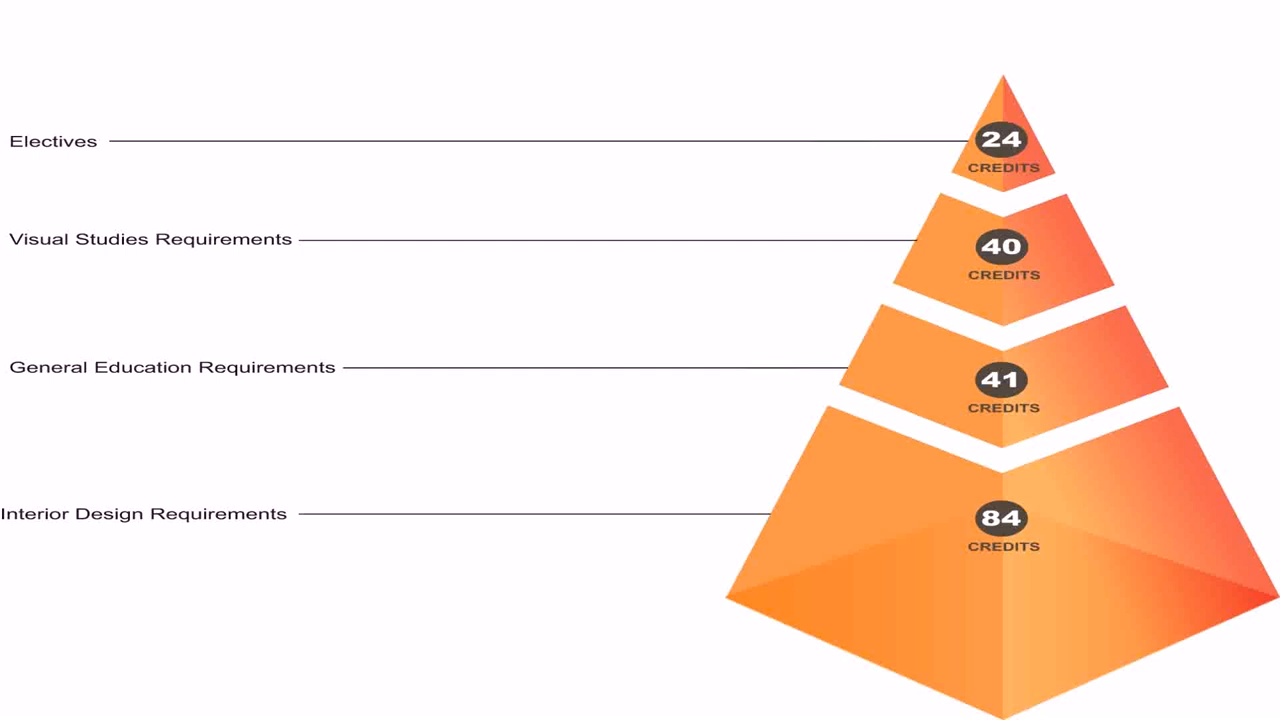 Electives
24
CREDITS
Visual Studies Requirements
40
CREDITS
General Education Requirements
41
CREDITS
Interior Design Requirements
84
CREDITS